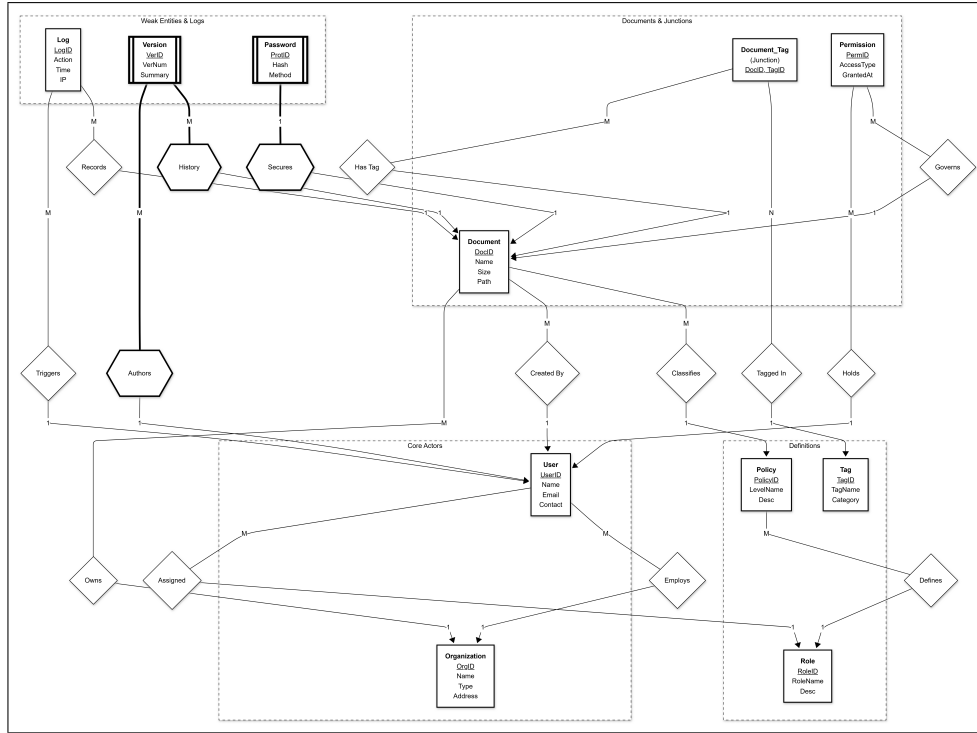 Weak Entities & Logs
Documents & Junctions
Log
LogID
Action
Time
IP
Version
VerID
VerNum
Summary
Password
ProtID
Hash
Method
Document_Tag
(Junction)
DocID, TagID
Permission
PermID
AccessType
GrantedAt
M
M
1
M
M
Records
History
Secures
Has Tag
Governs
M
M
1
1
1
1
N
M
1
Document
DocID
Name
Size
Path
M
M
Triggers
Authors
Created By
Classifies
Tagged In
Holds
1
1
M
1
1
1
1
Core Actors
Definitions
User
UserID
Name
Email
Contact
Policy
PolicyID
LevelName
Desc
Tag
TagID
TagName
Category
M
M
M
Owns
Assigned
Employs
Defines
1
1
1
1
Organization
OrgID
Name
Type
Address
Role
RoleID
RoleName
Desc